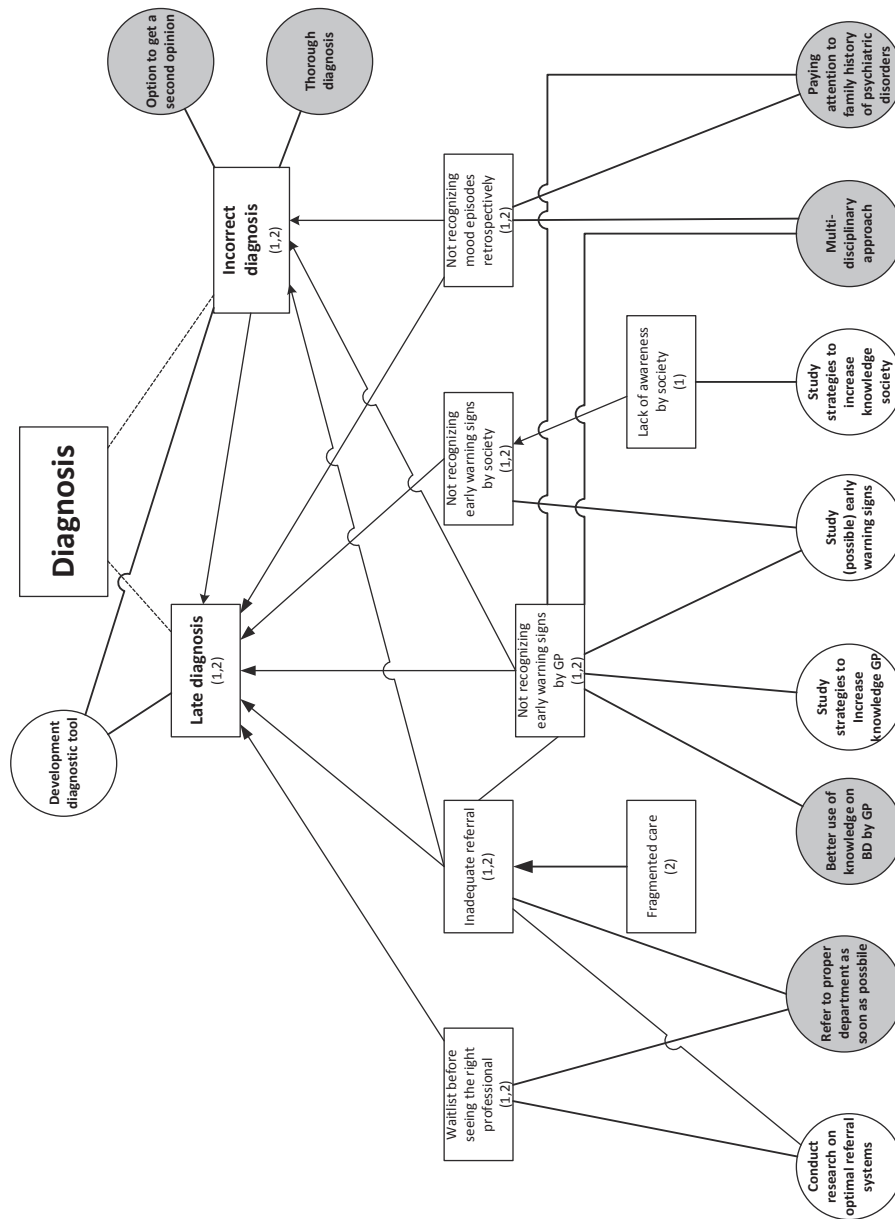 Diagnosis
Development
diagnostic tool
Late diagnosis
(1,2)
Incorrect
diagnosis
(1,2)
Option to get a
second opinion
Thorough
diagnosis
Waitlist before
seeing the right
professional
(1,2)
Inadequate referral
(1,2)
Not recognizing
early warning signs
by GP
(1,2)
Not recognizing
early warning signs
by society
(1,2)
Not recognizing
mood episodes
retrospectively
(1,2)
Fragmented care
(2)
Lack of awareness
by society
(1)
Conduct
research on
optimal referral
systems
Refer to proper
department as
soon as possbile
Better use of
knowledge on
BD by GP
Study
strategies to
Increase
knowledge GP
Study
(possible) early
warning signs
Study
strategies to
increase
knowledge
society
Multi-
disciplinary
approach
Paying
attention to
family history
of psychiatric
disorders